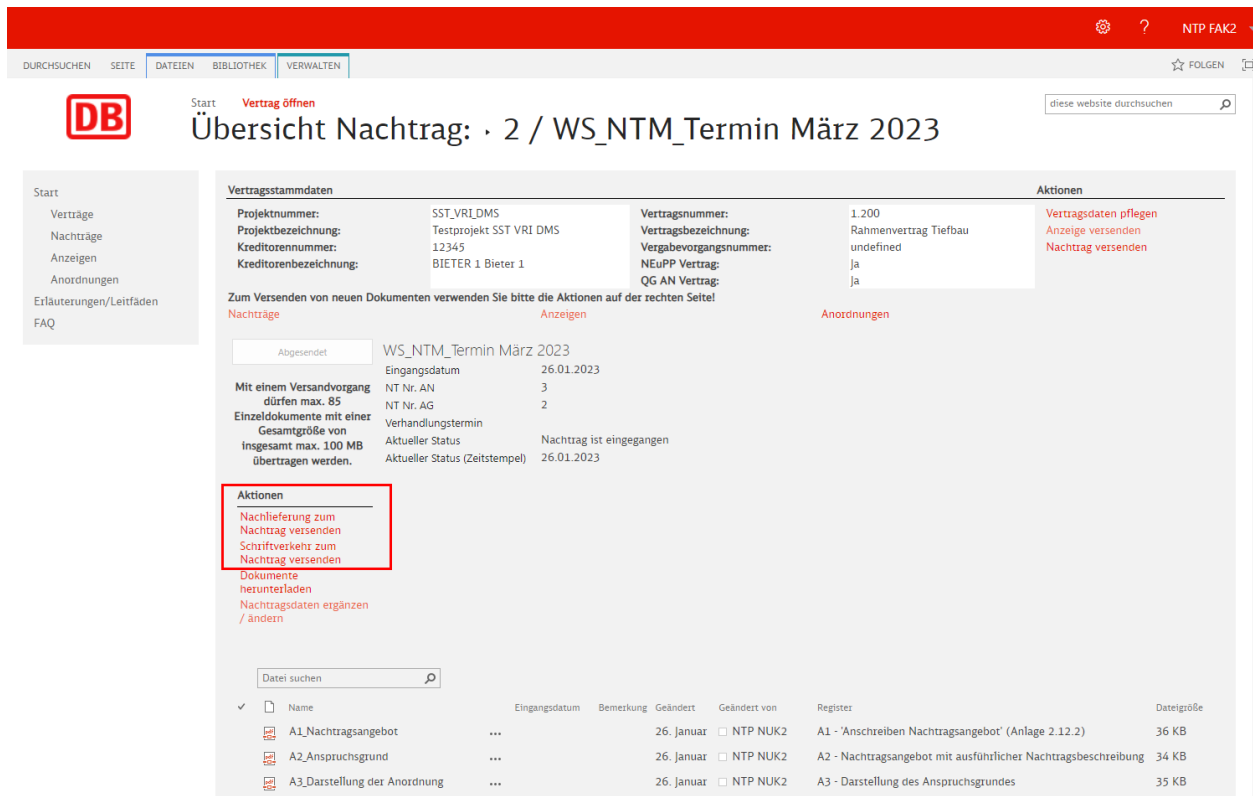 NTP FAK2
DURCHSUCHEN SEITE DATEIEN BIBLIOTHEK VERWALTEN FOLGEN
DB
Start Vertrag öffnen
diese website durchsuchen
Übersicht Nachtrag: 2 / WS_NTM_Termin März 2023
Start
Verträge
Nachträge
Anzeigen
Anordnungen
Erläuterungen/Leitfäden
FAQ
Vertragsstammdaten Aktionen
Projektnummer: SST_VRI_DMS Vertragsnummer: 1.200 Vertragsdaten pflegen
Projektbezeichnung: Testprojekt SST VRI DMS Vertragsbezeichnung: Rahmenvertrag Tiefbau Anzeige versenden
Kreditorennummer: 12345 Vergabevorgangsnummer: undefined Nachtrag versenden
Kreditorenbezeichnung: BIETER 1 Bieter 1 NEuPP Vertrag: Ja
QG AN Vertrag: Ja
Zum Versenden von neuen Dokumenten verwenden Sie bitte die Aktionen auf der rechten Seite!
Nachträge Anzeigen Anordnungen
Abgesendet
Mit einem Versandvorgang
dürfen max. 85
Einzeldokumente mit einer
Gesamtgröße von
insgesamt max. 100 MB
übertragen werden.
WS_NTM_Termin März 2023
Eingangsdatum 26.01.2023
NT Nr. AN 3
NT Nr. AG 2
Verhandlungstermin
Aktueller Status Nachtrag ist eingegangen
Aktueller Status (Zeitstempel) 26.01.2023
Aktionen
Nachlieferung zum
Nachtrag versenden
Schriftverkehr zum
Nachtrag versenden
Dokumente
herunterladen
Nachtragsdaten ergänzen
/ ändern
Datei suchen
Name Eingangsdatum Bemerkung Geändert Geändert von Register Dateigröße
A1_Nachtragsangebot ... 26. Januar NTP NUK2 A1 - 'Anschreiben Nachtragsangebot' (Anlage 2.12.2) 36 KB
A2_Anspruchsgrund ... 26. Januar NTP NUK2 A2 - Nachtragsangebot mit ausführlicher Nachtragsbeschreibung 34 KB
A3_Darstellung der Anordnung ... 26. Januar NTP NUK2 A3 - Darstellung des Anspruchsgrundes 35 KB